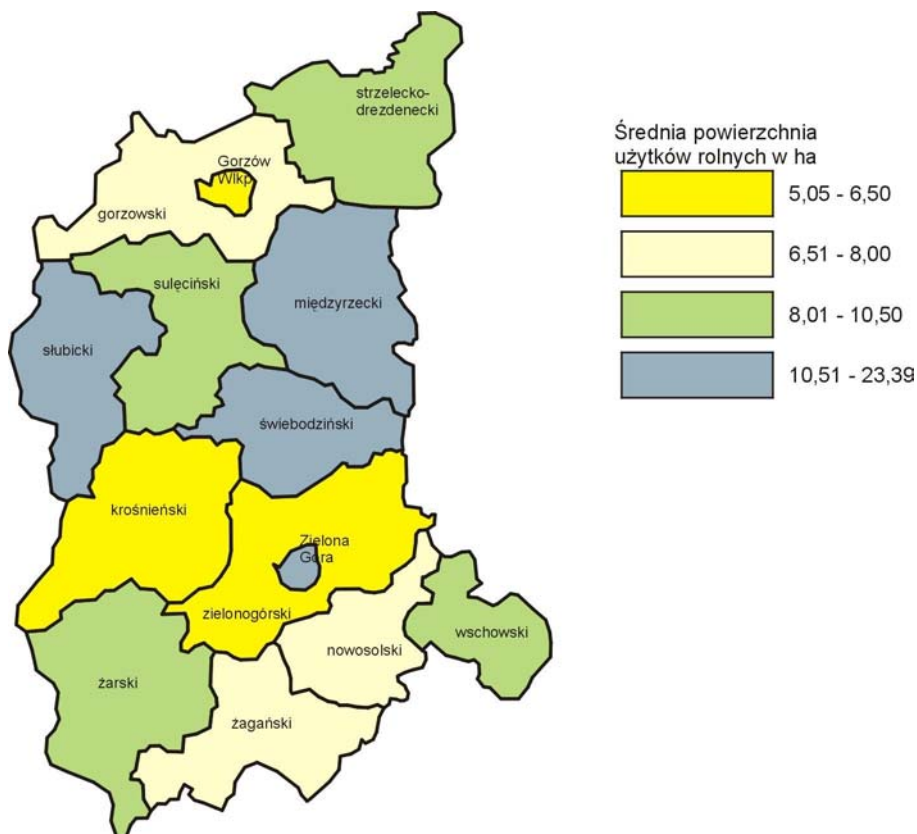 strzelecko-
drezdenecki
Gorzów
Wlkp
gorzowski
sulęciński
międzyrzecki
słubicki
świebodziński
krośnieński
Zielona
Góra
zielonogórski
wschowski
nowosolski
żarski
żagański
Średnia powierzchnia
użytków rolnych w ha
5,05 - 6,50
6,51 - 8,00
8,01 - 10,50
10,51 - 23,39